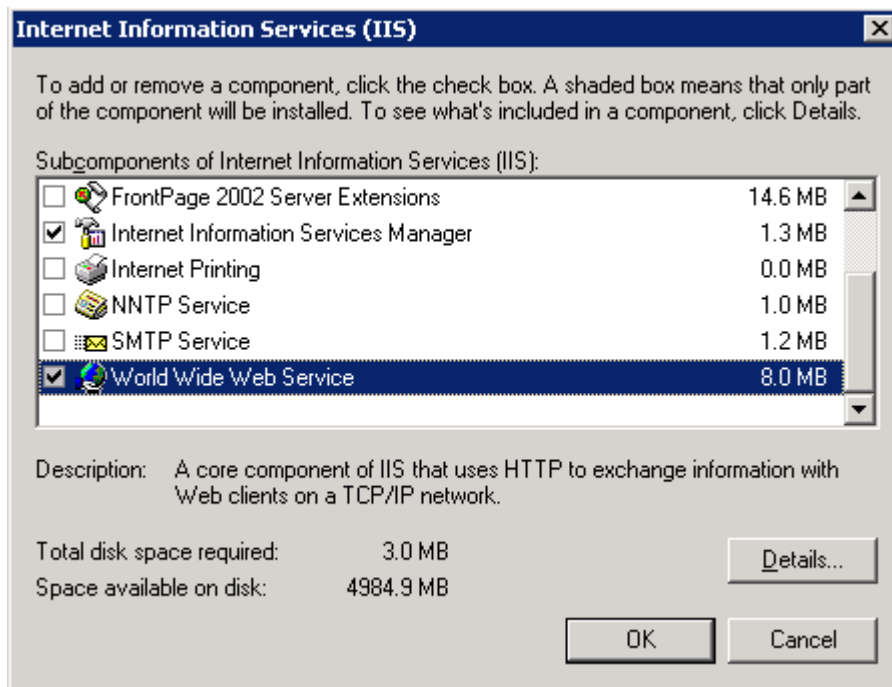 Internet Information Services (IIS)
To add or remove a component, click the check box. A shaded box means that only part
of the component will be installed. To see what's included in a component, click Details.
Subcomponents of Internet Information Services (IIS):
FrontPage 2002 Server Extensions 14.6 MB
Internet Information Services Manager 1.3 MB
Internet Printing 0.0 MB
NNTP Service 1.0 MB
SMTP Service 1.2 MB
World Wide Web Service 8.0 MB
Description: A core component of IIS that uses HTTP to exchange information with
Web clients on a TCP/IP network.
Total disk space required: 3.0 MB
Space available on disk: 4984.9 MB
Details...
OK Cancel